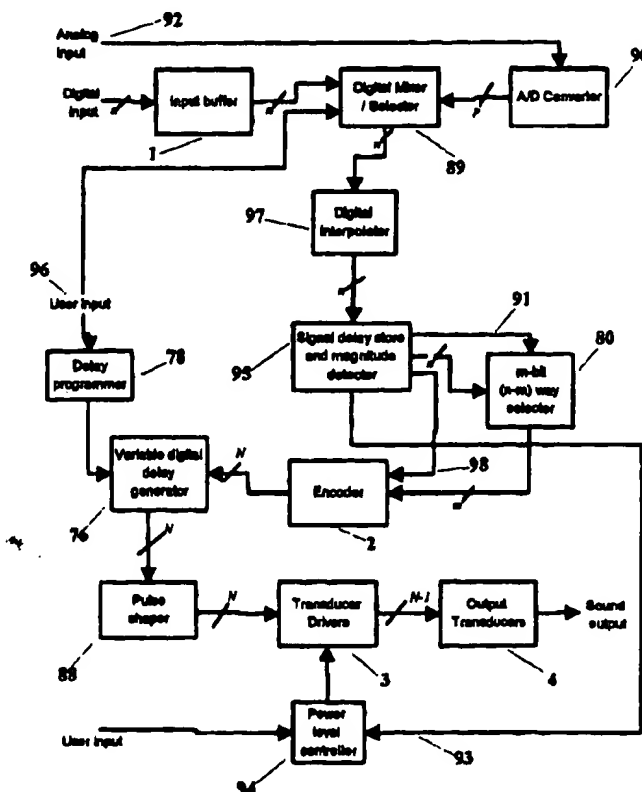 92
Analog
input
90
Digital
input
Input buffer
Digital Mixer
/ Selector
A/D Converter
n
n
p
1
n
89
97
Digital
Interpolator
96
n
91
User input
80
Signal delay store
and magnitude
detector
95
Delay
programmer
78
m-bit
(n-m) way
selector
Variable digital
delay
generator
N
98
Encoder
76
2
N
Pulse
shaper
N
Transducer
Drivers
N-1
Output
Transducers
Sound
output
88
3
4
User input
Power
level
controller
93
94